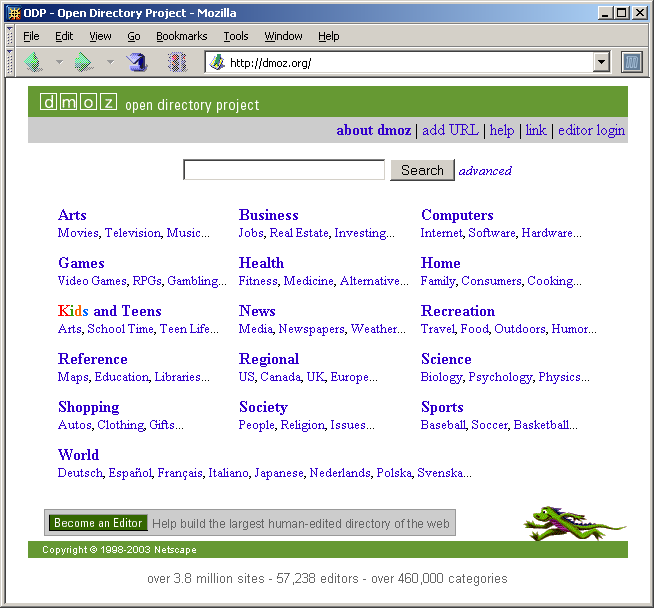 ODP - Open Directory Project - Mozilla
File Edit View Go Bookmarks Tools Window Help
http://dmoz.org/
dmoz open directory project
about dmoz | add URL | help | link | editor login
Search advanced
Arts Business Computers
Movies, Television, Music... Jobs, Real Estate, Investing... Internet, Software, Hardware...
Games Health Home
Video Games, RPGs, Gambling... Fitness, Medicine, Alternative... Family, Consumers, Cooking...
Kids and Teens News Recreation
Arts, School Time, Teen Life... Media, Newspapers, Weather... Travel, Food, Outdoors, Humor...
Reference Regional Science
Maps, Education, Libraries... US, Canada, UK, Europe... Biology, Psychology, Physics...
Shopping Society Sports
Autos, Clothing, Gifts... People, Religion, Issues... Baseball, Soccer, Basketball...
World
Deutsch, Español, Français, Italiano, Japanese, Nederlands, Polska, Svenska...
Become an Editor Help build the largest human-edited directory of the web
Copyright © 1998-2003 Netscape
over 3.8 million sites - 57,238 editors - over 460,000 categories